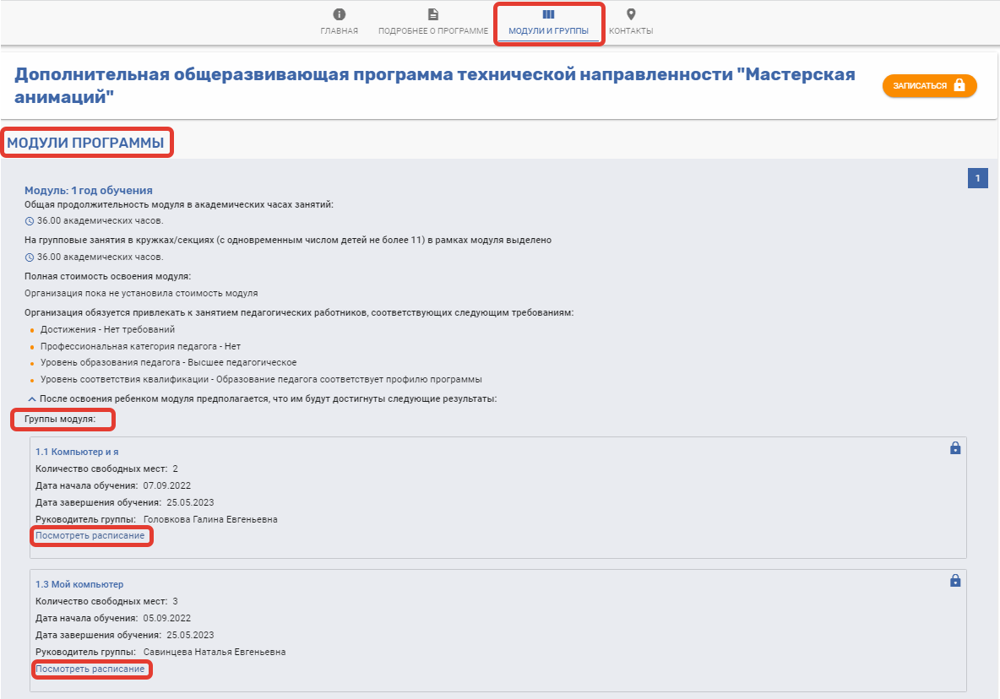 ГЛАВНАЯ
ПОДРОБНЕЕ О ПРОГРАММЕ
МОДУЛИ И ГРУППЫ
КОНТАКТЫ
Дополнительная общеразвивающая программа технической направленности "Мастерская
анимаций"
ЗАПИСАТЬСЯ
МОДУЛИ ПРОГРАММЫ
1
Модуль: 1 год обучения
Общая продолжительность модуля в академических часах занятий:
36.00 академических часов.
На групповые занятия в кружках/секциях (с одновременным числом детей не более 11) в рамках модуля выделено
36.00 академических часов.
Полная стоимость освоения модуля:
Организация пока не установила стоимость модуля
Организация обязуется привлекать к занятием педагогических работников, соответствующих следующим требованиям:
Достижения - Нет требований
Профессиональная категория педагога - Нет
Уровень образования педагога - Высшее педагогическое
Уровень соответствия квалификации - Образование педагога соответствует профилю программы
После освоения ребенком модуля предполагается, что им будут достигнуты следующие результаты:
Группы модуля:
1.1 Компьютер и я
Количество свободных мест: 2
Дата начала обучения: 07.09.2022
Дата завершения обучения: 25.05.2023
Руководитель группы: Головкова Галина Евгеньевна
Посмотреть расписание
1.3 Мой компьютер
Количество свободных мест: 3
Дата начала обучения: 05.09.2022
Дата завершения обучения: 25.05.2023
Руководитель группы: Савинцева Наталья Евгеньевна
Посмотреть расписание